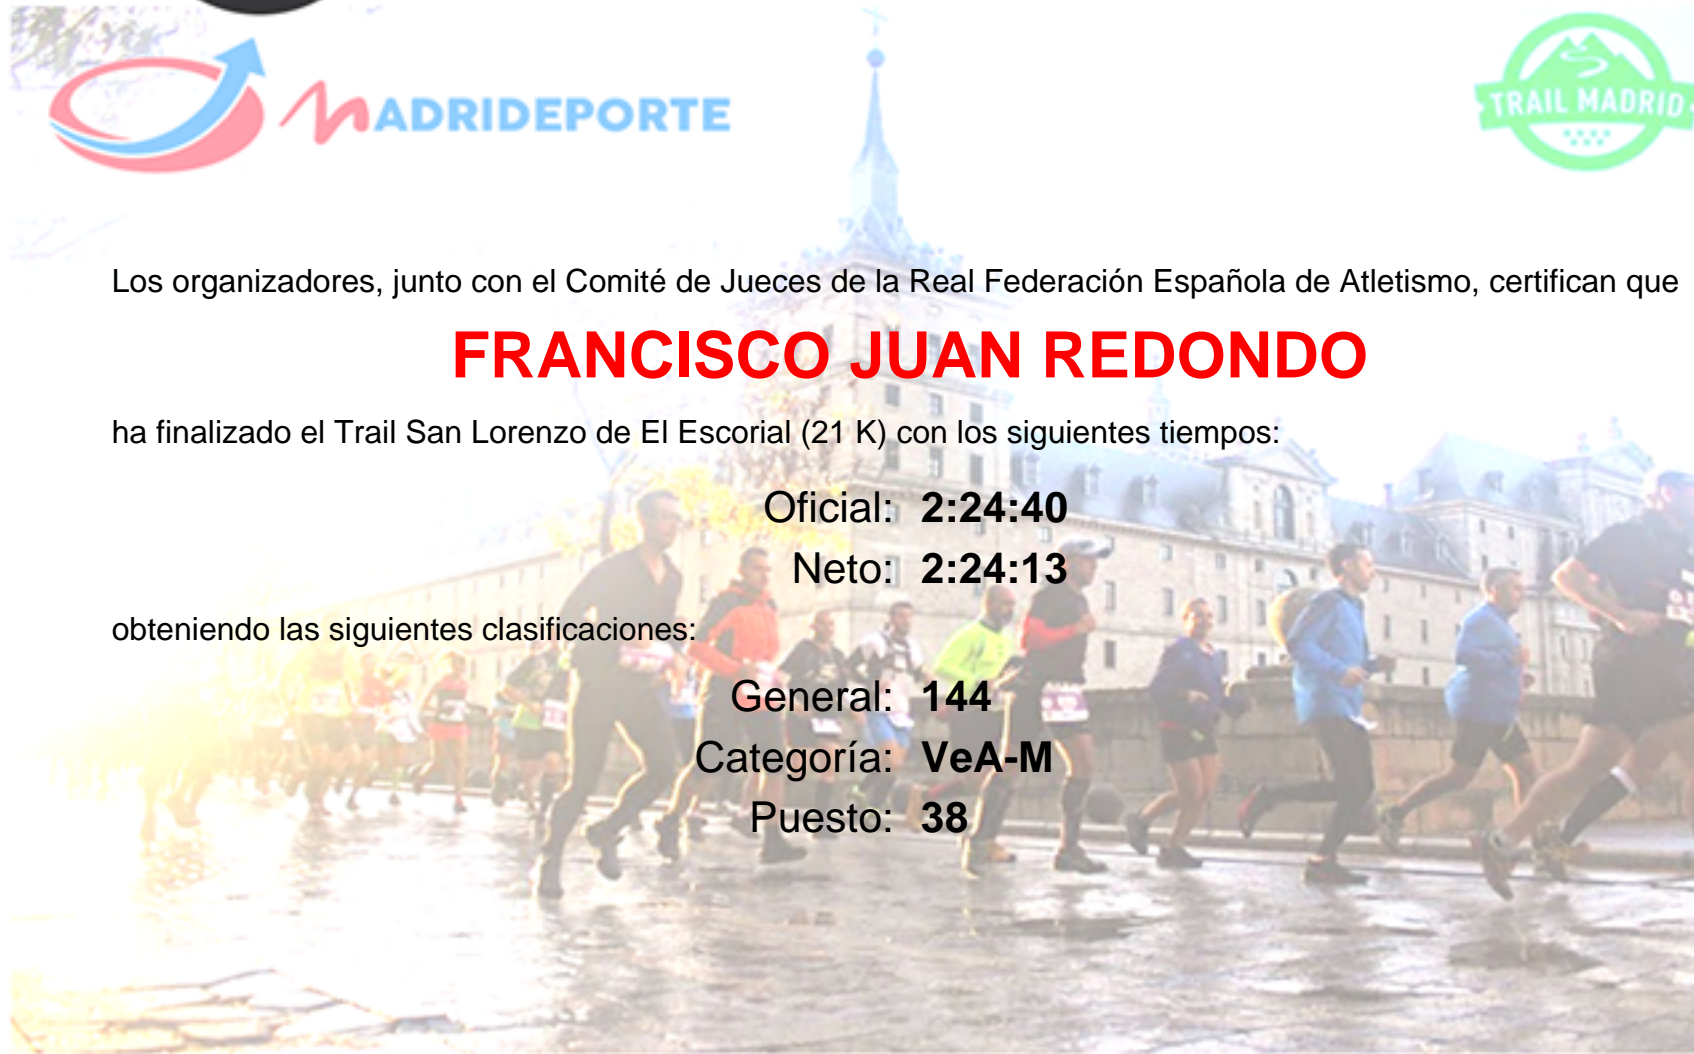 MADRIDEPORTE
TRAIL MADRID
Los organizadores, junto con el Comité de Jueces de la Real Federación Española de Atletismo, certifican que
FRANCISCO JUAN REDONDO
ha finalizado el Trail San Lorenzo de El Escorial (21 K) con los siguientes tiempos:
Oficial: 2:24:40
Neto: 2:24:13
obteniendo las siguientes clasificaciones:
General: 144
Categoría: VeA-M
Puesto: 38